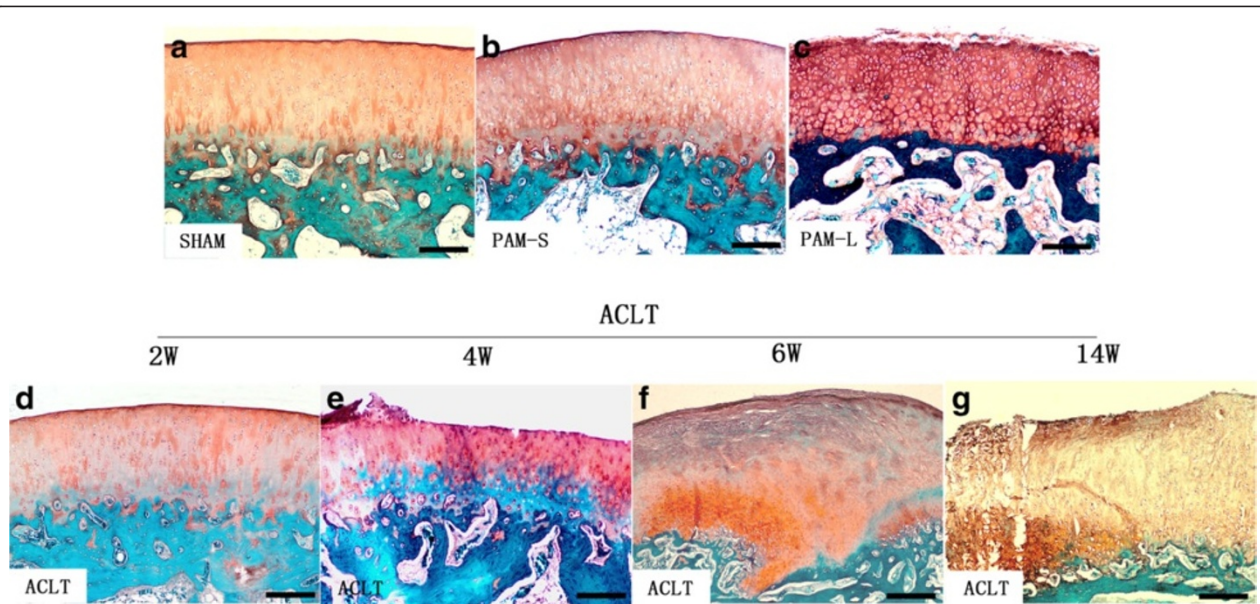 a b c
SHAM PAM-S PAM-L
ACLT
2W 4W 6W 14W
d e f g
ACLT ACLT ACLT ACLT